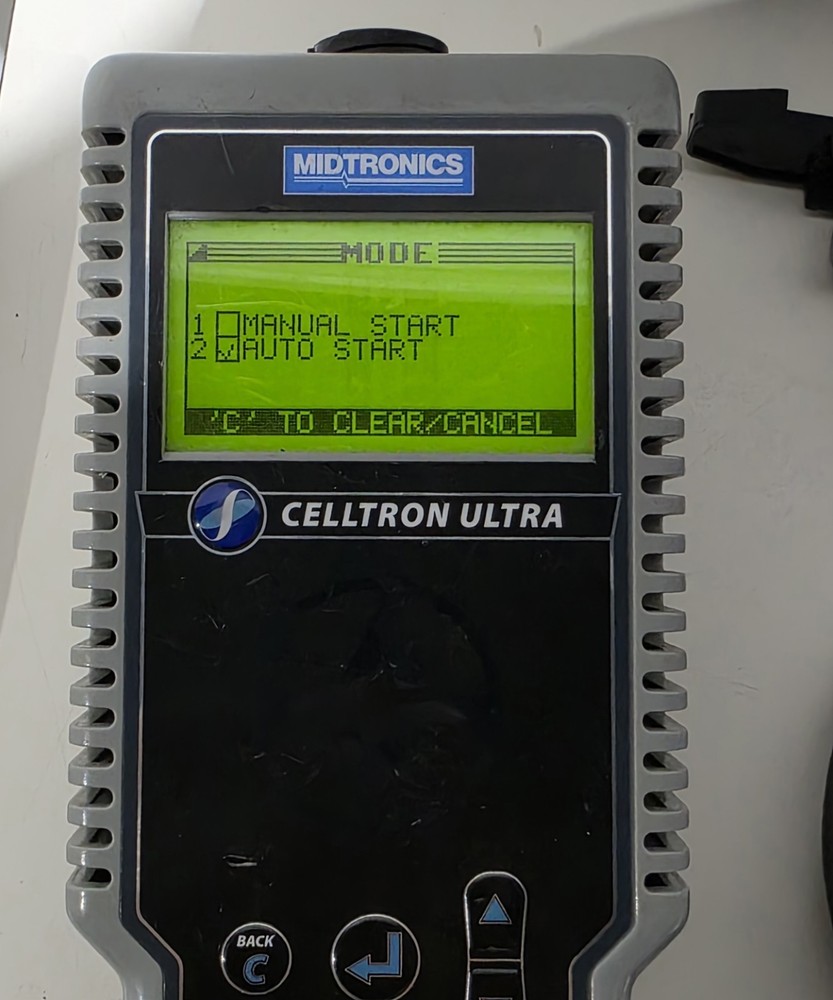 MIDTRONICS
MODE
1 MANUAL START
2 AUTO START
'C' TO CLEAR/CANCEL
CELLTRON ULTRA
BACK
C